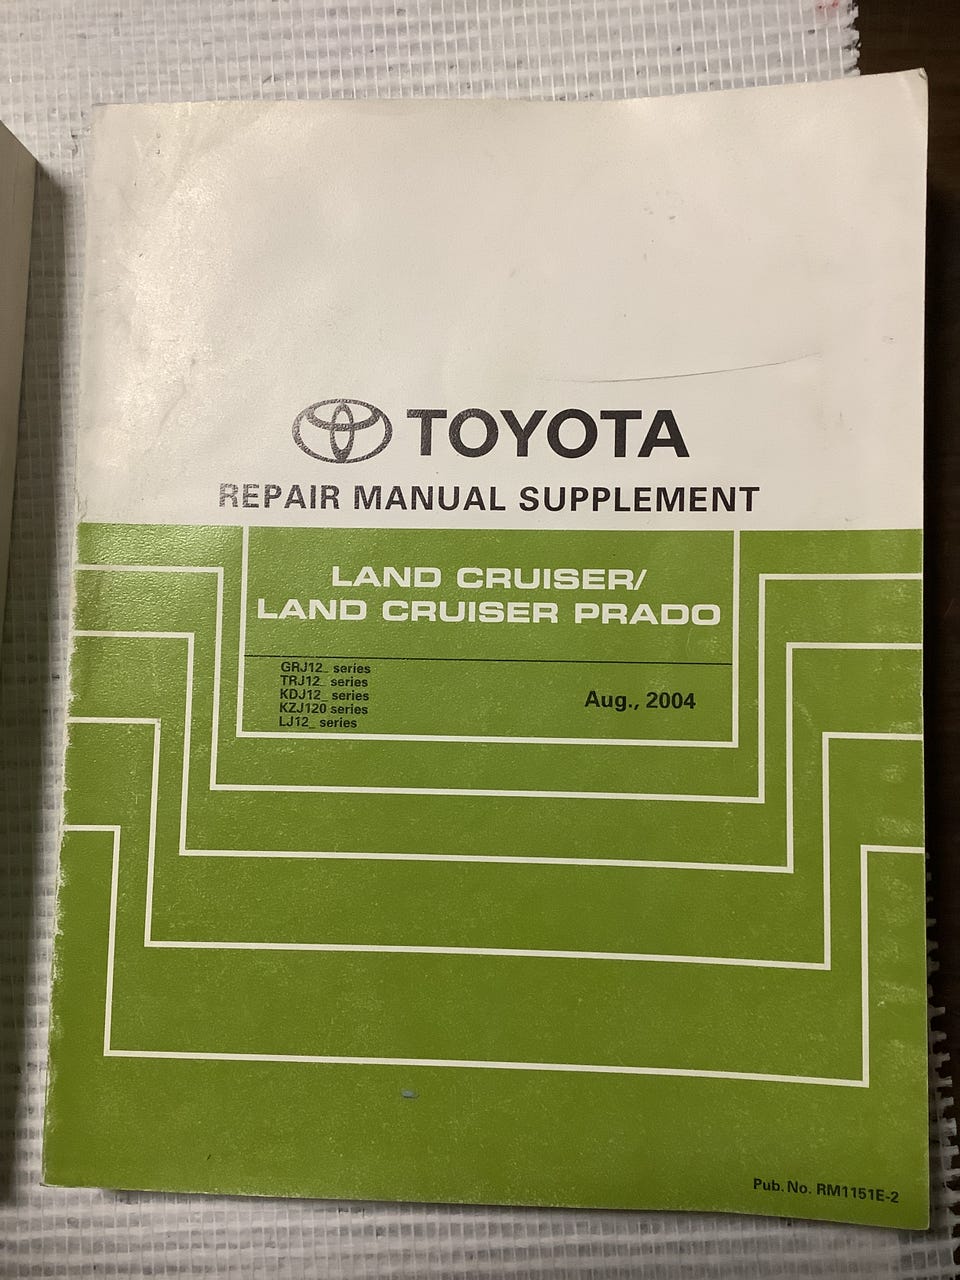 TOYOTA
REPAIR MANUAL SUPPLEMENT
LAND CRUISER/
LAND CRUISER PRADO
GRJ12_ series
TRJ12_ series
KDJ12_ series
KZJ120 series
LJ12_ series
Aug., 2004
Pub. No. RM1151E-2